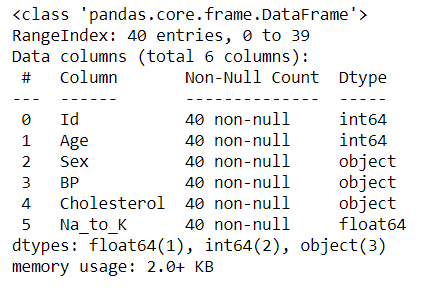 <class 'pandas.core.frame.DataFrame'>
RangeIndex: 40 entries, 0 to 39
Data columns (total 6 columns):
 #   Column       Non-Null Count  Dtype
---  ------       --------------  -----
 0   Id           40 non-null     int64
 1   Age          40 non-null     int64
 2   Sex          40 non-null     object
 3   BP           40 non-null     object
 4   Cholesterol  40 non-null     object
 5   Na_to_K      40 non-null     float64
dtypes: float64(1), int64(2), object(3)
memory usage: 2.0+ KB